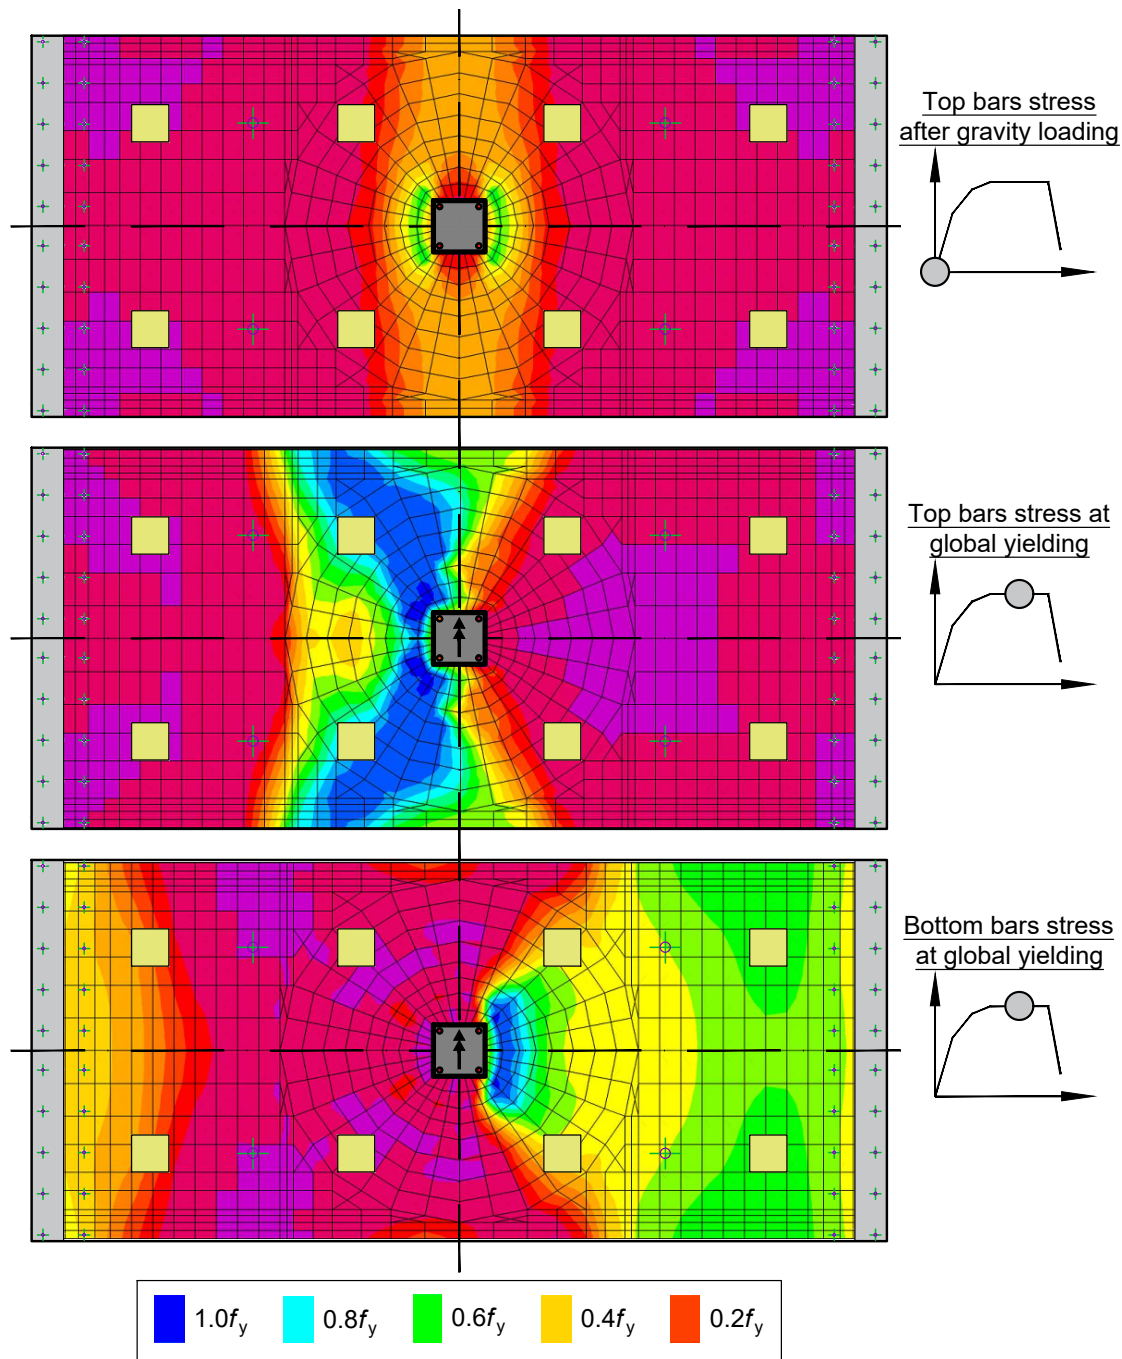 Top bars stress
after gravity loading
Top bars stress at
global yielding
Bottom bars stress
at global yielding
1.0fy 0.8fy 0.6fy 0.4fy 0.2fy